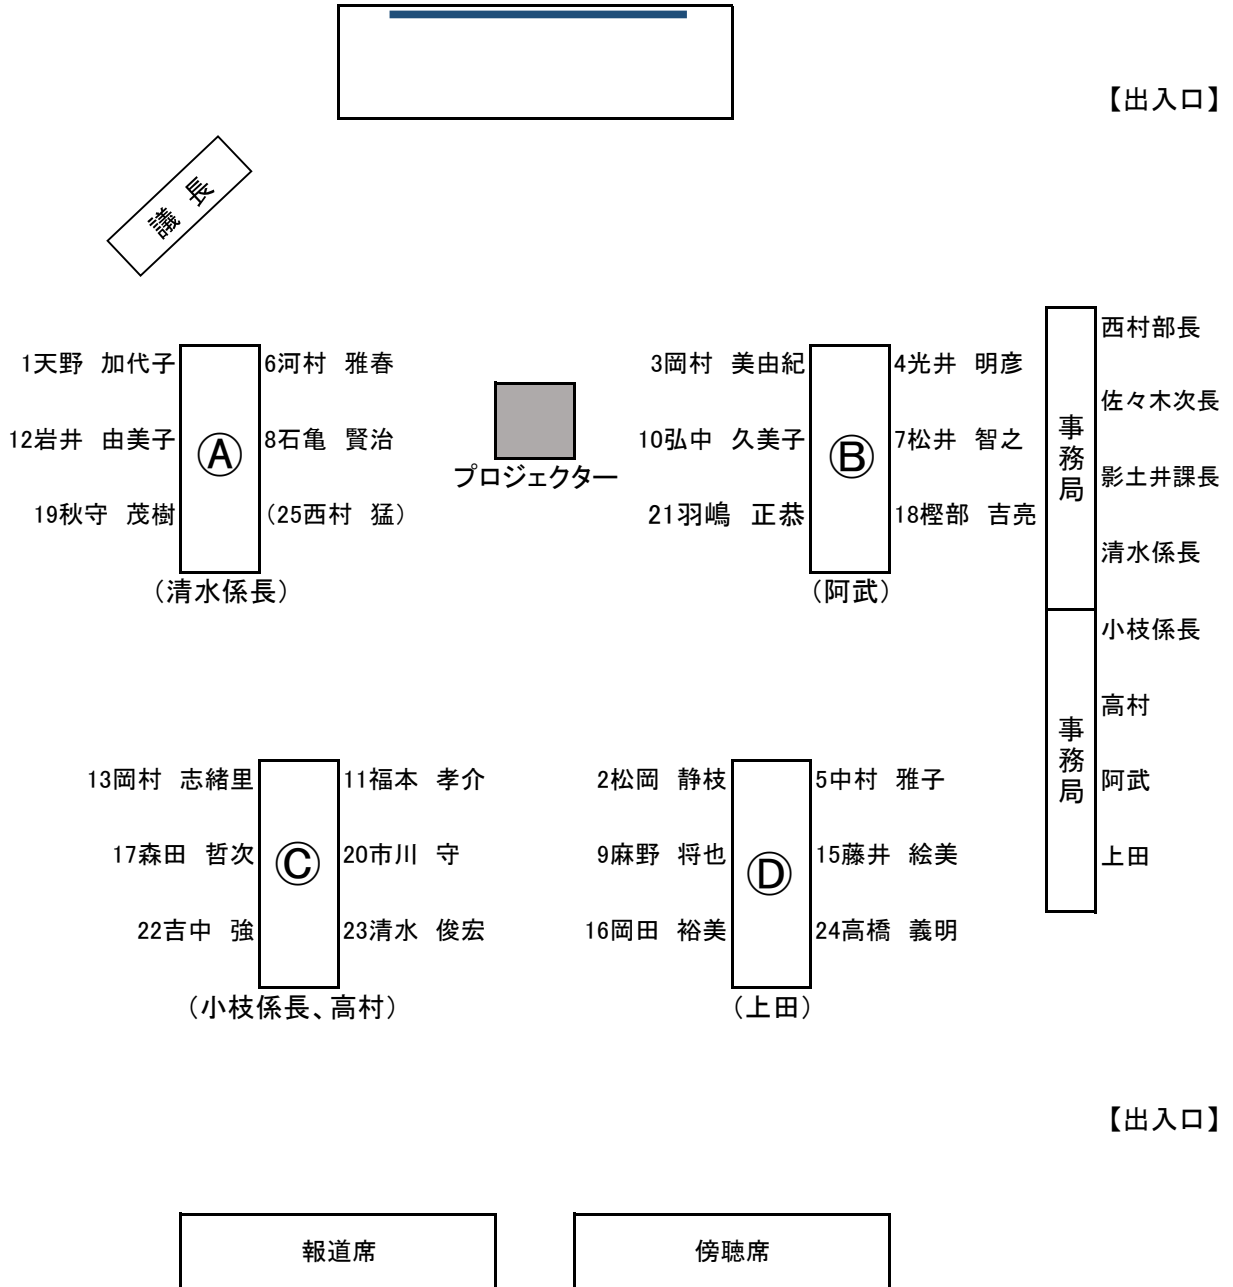 【出入口】
議 長
西村部長
1天野 加代子
6河村 雅春
3岡村 美由紀
4光井 明彦
佐々木次長
12岩井 由美子
Ⓐ
8石亀 賢治
プロジェクター
10弘中 久美子
Ⓑ
7松井 智之
事務局
影土井課長
19秋守 茂樹
（25西村 猛）
21羽嶋 正恭
18樫部 吉亮
清水係長
（清水係長）
（阿武）
小枝係長
高村
13岡村 志緒里
11福本 孝介
2松岡 静枝
5中村 雅子
事務局
阿武
17森田 哲次
Ⓒ
20市川 守
9麻野 将也
Ⓓ
15藤井 絵美
上田
22吉中 強
23清水 俊宏
16岡田 裕美
24高橋 義明
（小枝係長、高村）
（上田）
【出入口】
報道席
傍聴席